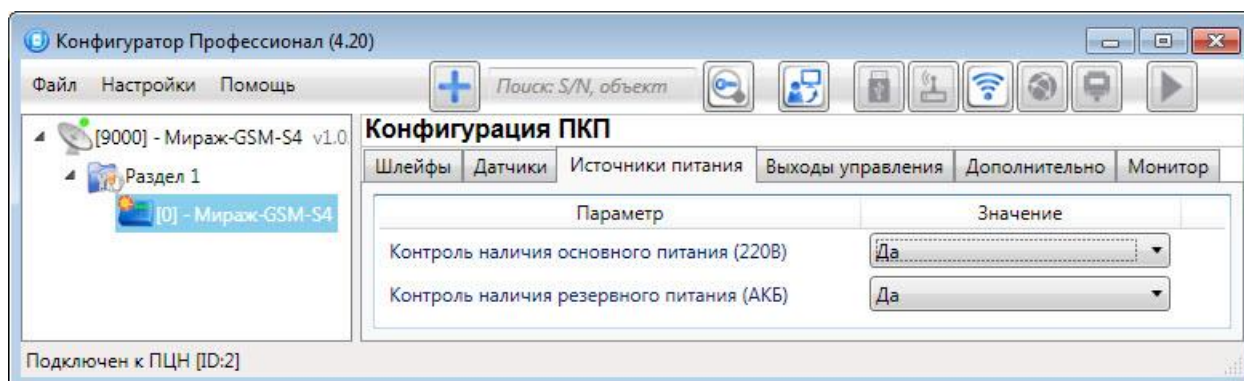 Конфигуратор Профессионал (4.20)
Файл Настройки Помощь Поиск: S/N, объект
[9000] - Мираж-GSM-S4 v1.0
Раздел 1
[0] - Мираж-GSM-S4
Конфигурация ПКП
Шлейфы Датчики Источники питания Выходы управления Дополнительно Монитор
Параметр Значение
Контроль наличия основного питания (220В) Да
Контроль наличия резервного питания (АКБ) Да
Подключен к ПЦН [ID:2]